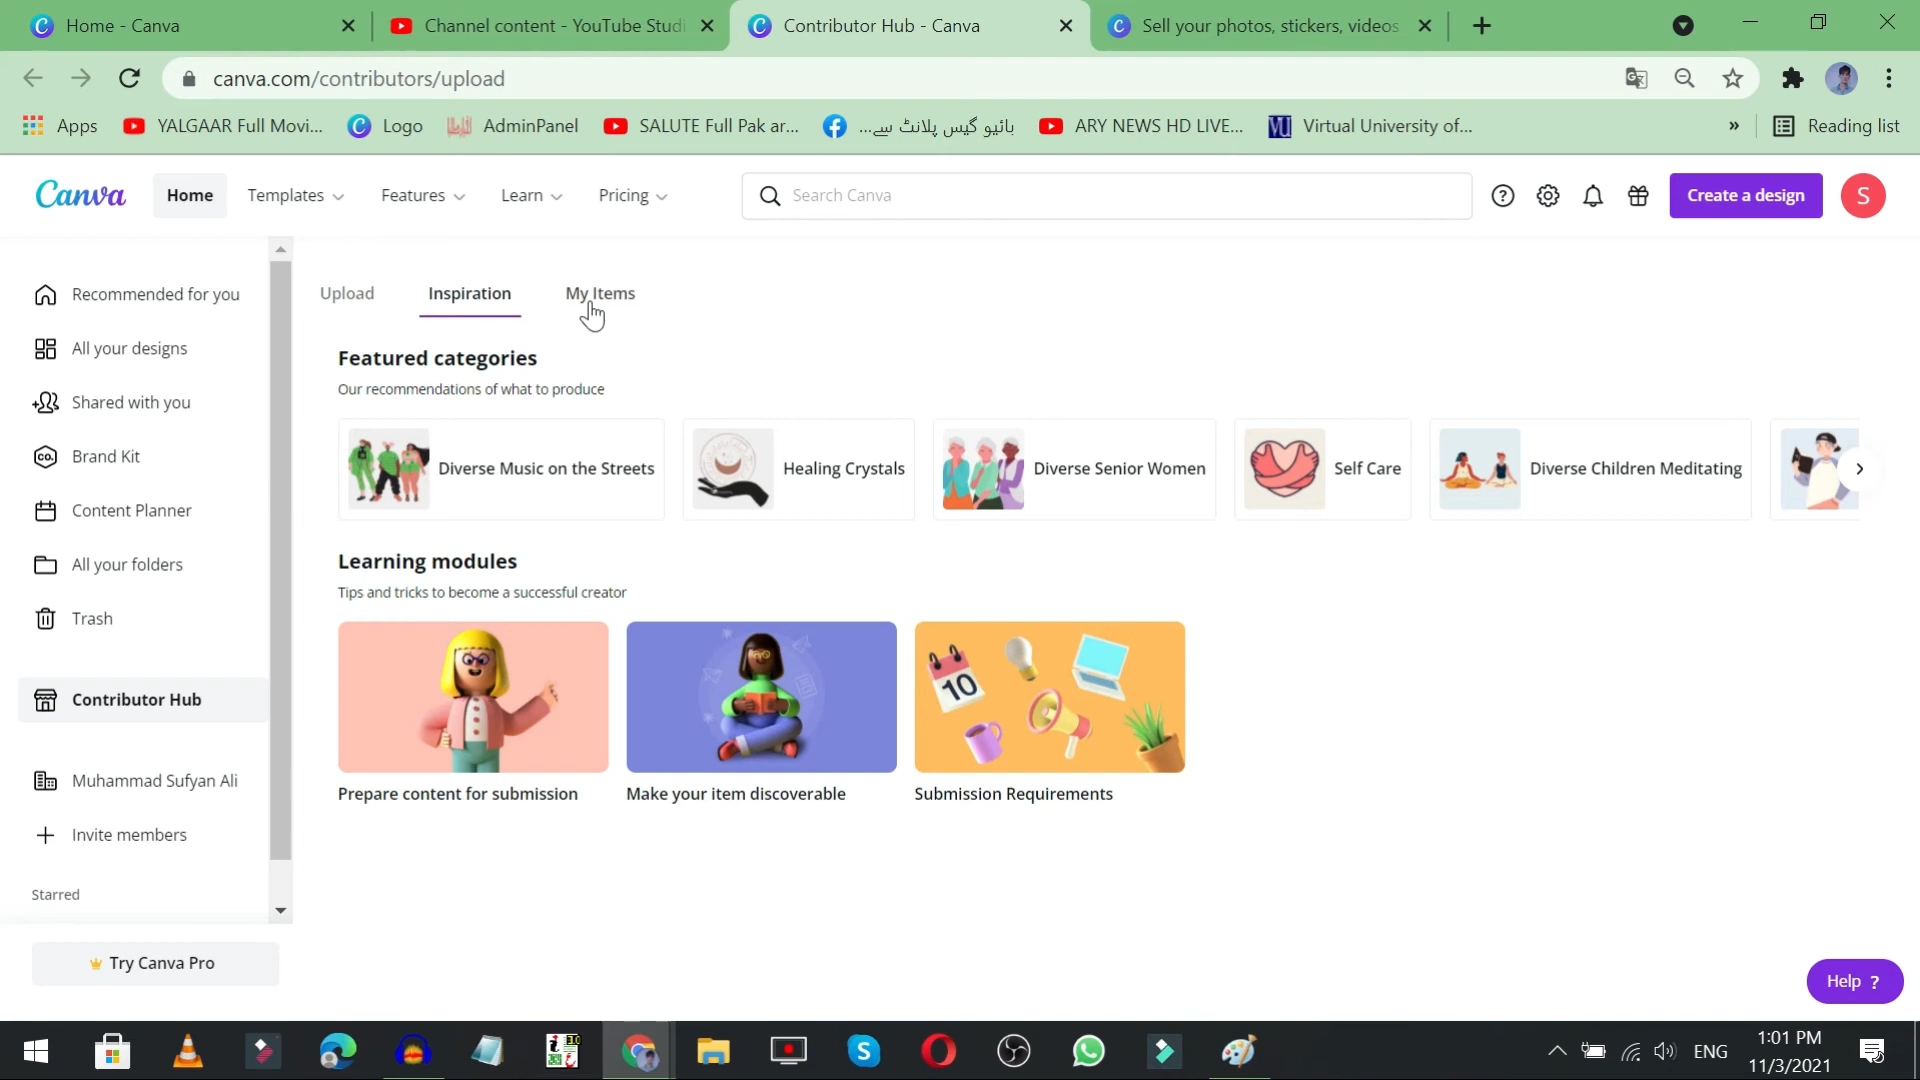 Home - Canva
Channel content - YouTube Studi
Contributor Hub - Canva
Sell your photos, stickers, videos
canva.com/contributors/upload
Apps
YALGAAR Full Movi...
Logo
AdminPanel
SALUTE Full Pak ar...
بائیو گیس پلانٹ سے...
ARY NEWS HD LIVE...
Virtual University of...
»
Reading list
Canva
Home
Templates
Features
Learn
Pricing
Search Canva
Create a design
S
Recommended for you
All your designs
Shared with you
Brand Kit
Content Planner
All your folders
Trash
Contributor Hub
Muhammad Sufyan Ali
Invite members
Starred
Try Canva Pro
Upload
Inspiration
My Items
Featured categories
Our recommendations of what to produce
Diverse Music on the Streets
Healing Crystals
Diverse Senior Women
Self Care
Diverse Children Meditating
Learning modules
Tips and tricks to become a successful creator
10
Prepare content for submission
Make your item discoverable
Submission Requirements
Help ?
ENG
1:01 PM
11/3/2021